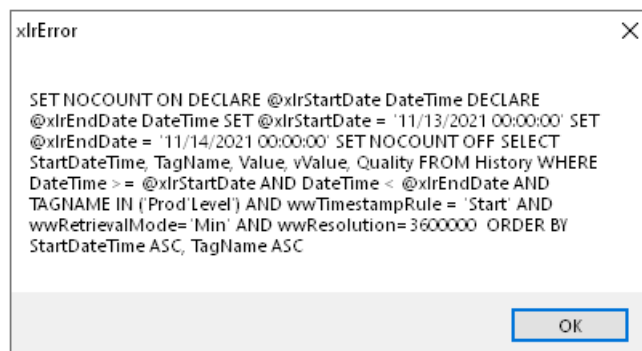 xlrError
SET NOCOUNT ON DECLARE @xlrStartDate DateTime DECLARE
@xlrEndDate DateTime SET @xlrStartDate = '11/13/2021 00:00:00' SET
@xlrEndDate = '11/14/2021 00:00:00' SET NOCOUNT OFF SELECT
StartDateTime, TagName, Value, vValue, Quality FROM History WHERE
DateTime >= @xlrStartDate AND DateTime < @xlrEndDate AND
TAGNAME IN ('Prod'Level') AND wwTimestampRule = 'Start' AND
wwRetrievalMode='Min' AND wwResolution=3600000 ORDER BY
StartDateTime ASC, TagName ASC
OK